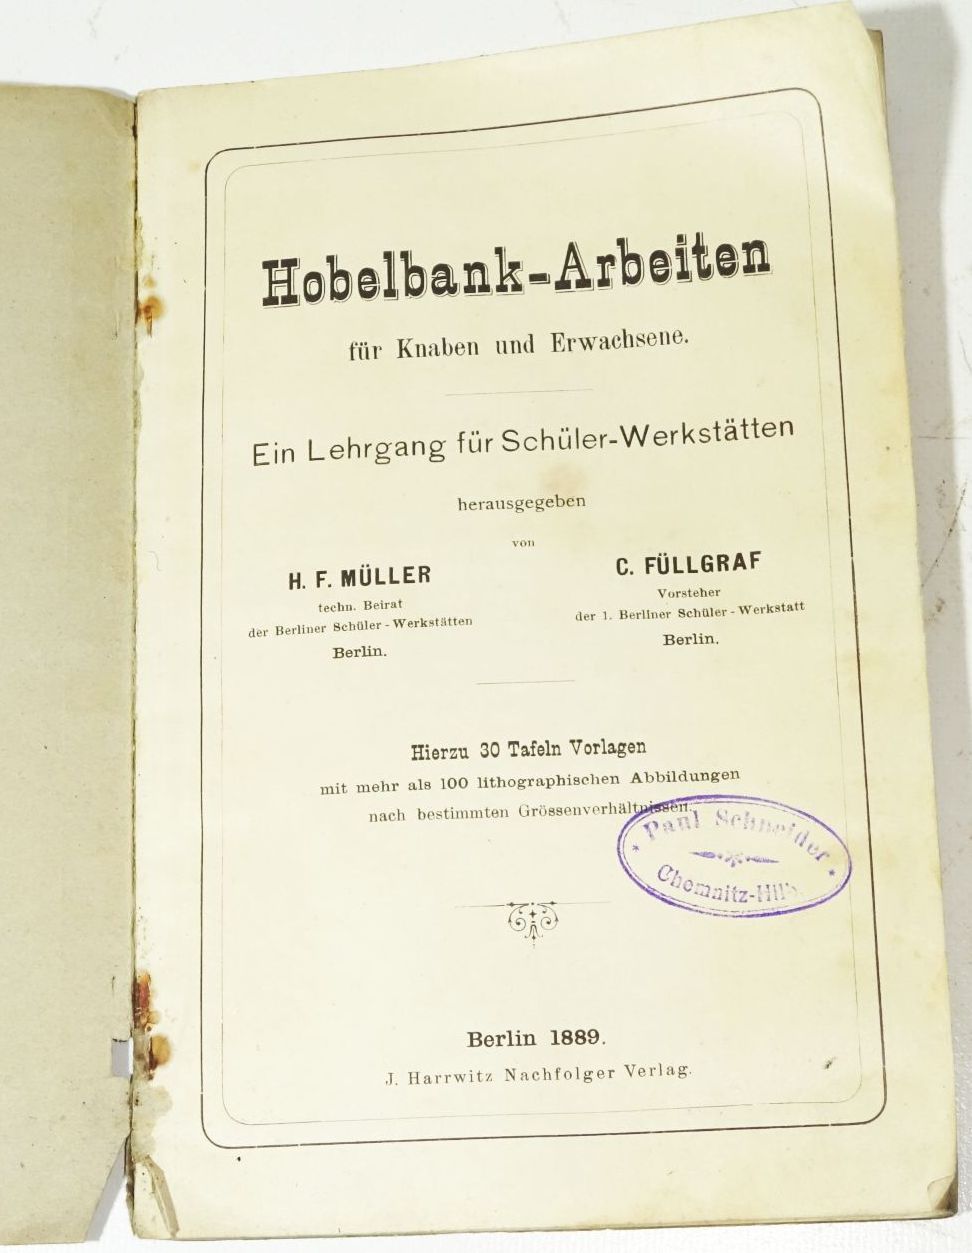 Hobelbank-Arbeiten
für Knaben und Erwachsene.
Ein Lehrgang für Schüler-Werkstätten
herausgegeben
von
H. F. MÜLLER
techn. Beirat
der Berliner Schüler-Werkstätten
Berlin.
C. FÜLLGRAF
Vorsteher
der 1. Berliner Schüler-Werkstatt
Berlin.
Hierzu 30 Tafeln Vorlagen
mit mehr als 100 lithographischen Abbildungen
nach bestimmten Grössenverhältnissen.
* Paul Schneider *
Chemnitz-
Berlin 1889.
J. Harrwitz Nachfolger Verlag.